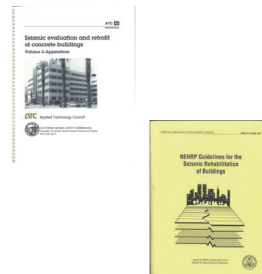 ATC 40
Seismic evaluation and retrofit
of concrete buildings
Volume 2-Appendices
ATC Applied Technology Council
CALIFORNIA SEISMIC SAFETY COMMISSION
NEHRP Guidelines for the
Seismic Rehabilitation
of Buildings